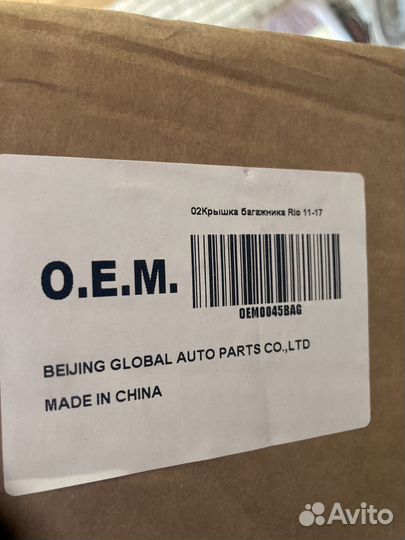 02Крышка багажника Rio 11-17
O.E.M.
OEM0045BAG
BEIJING GLOBAL AUTO PARTS CO.,LTD
MADE IN CHINA
Avito